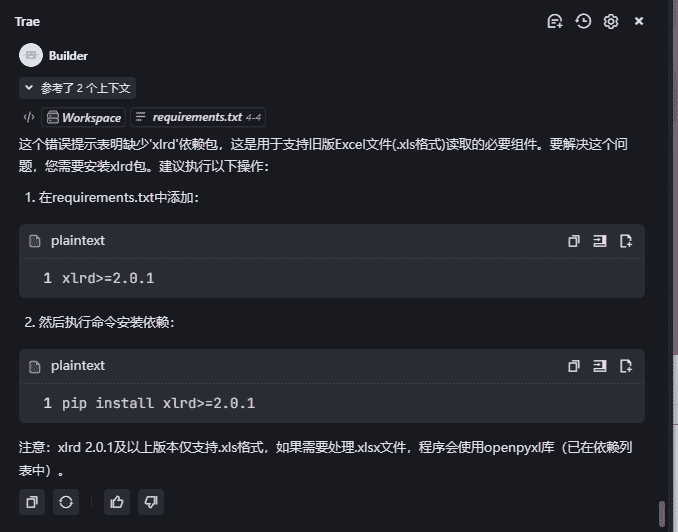 Trae
Builder
参考了 2 个上下文
Workspace requirements.txt 4-4
这个错误提示表明缺少'xlrd'依赖包，这是用于支持旧版Excel文件(.xls格式)读取的必要组件。要解决这个问
题，您需要安装xlrd包。建议执行以下操作：
1. 在requirements.txt中添加：
plaintext
1 xlrd>=2.0.1
2. 然后执行命令安装依赖：
plaintext
1 pip install xlrd>=2.0.1
注意：xlrd 2.0.1及以上版本仅支持.xls格式，如果需要处理.xlsx文件，程序会使用openpyxl库（已在依赖列
表中）。